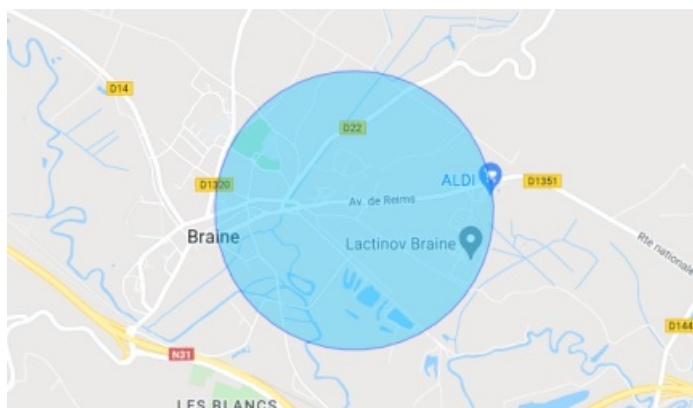 D14
D22
ALDI
D1351
D1320
Av. de Reims
Braine
Lactinov Braine
Rte nationale
D144
N31
LES BLANCS